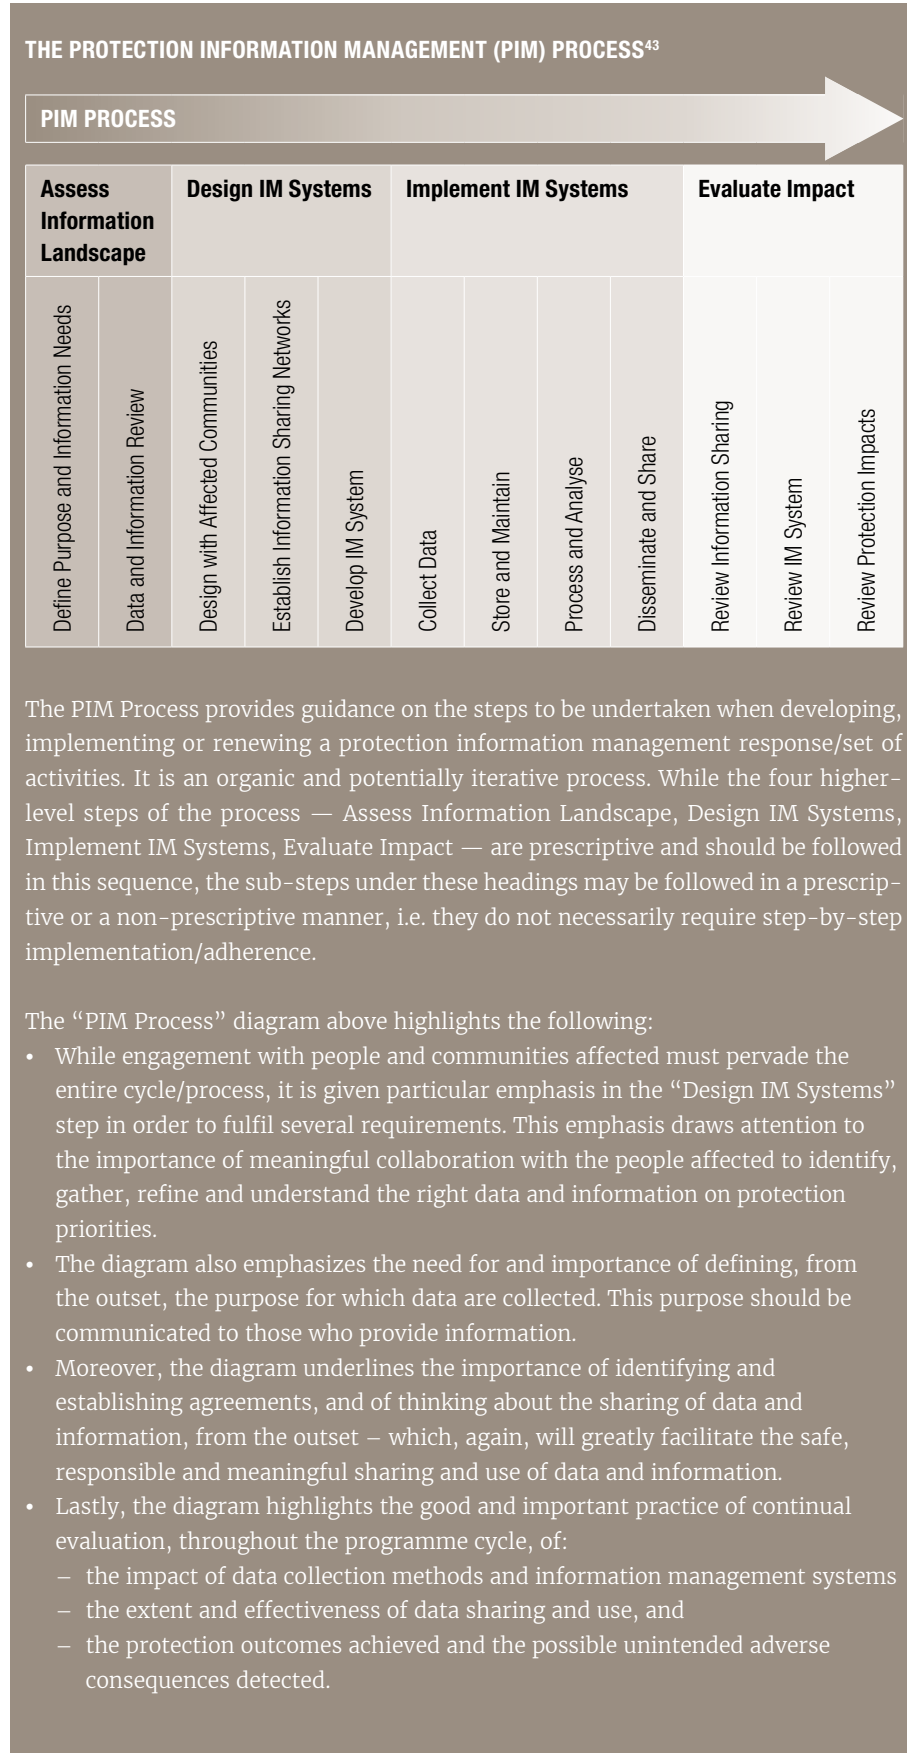 THE PROTECTION INFORMATION MANAGEMENT (PIM) PROCESS43
PIM PROCESS
Assess
Information
Landscape
Design IM Systems
Implement IM Systems
Evaluate Impact
Define Purpose and Information Needs
Data and Information Review
Design with Affected Communities
Establish Information Sharing Networks
Develop IM System
Collect Data
Store and Maintain
Process and Analyse
Disseminate and Share
Review Information Sharing
Review IM System
Review Protection Impacts
The PIM Process provides guidance on the steps to be undertaken when developing,
implementing or renewing a protection information management response/set of
activities. It is an organic and potentially iterative process. While the four higher-
level steps of the process — Assess Information Landscape, Design IM Systems,
Implement IM Systems, Evaluate Impact — are prescriptive and should be followed
in this sequence, the sub-steps under these headings may be followed in a prescrip-
tive or a non-prescriptive manner, i.e. they do not necessarily require step-by-step
implementation/adherence.
The “PIM Process” diagram above highlights the following:
• While engagement with people and communities affected must pervade the
entire cycle/process, it is given particular emphasis in the “Design IM Systems”
step in order to fulfil several requirements. This emphasis draws attention to
the importance of meaningful collaboration with the people affected to identify,
gather, refine and understand the right data and information on protection
priorities.
• The diagram also emphasizes the need for and importance of defining, from
the outset, the purpose for which data are collected. This purpose should be
communicated to those who provide information.
• Moreover, the diagram underlines the importance of identifying and
establishing agreements, and of thinking about the sharing of data and
information, from the outset – which, again, will greatly facilitate the safe,
responsible and meaningful sharing and use of data and information.
• Lastly, the diagram highlights the good and important practice of continual
evaluation, throughout the programme cycle, of:
– the impact of data collection methods and information management systems
– the extent and effectiveness of data sharing and use, and
– the protection outcomes achieved and the possible unintended adverse
consequences detected.